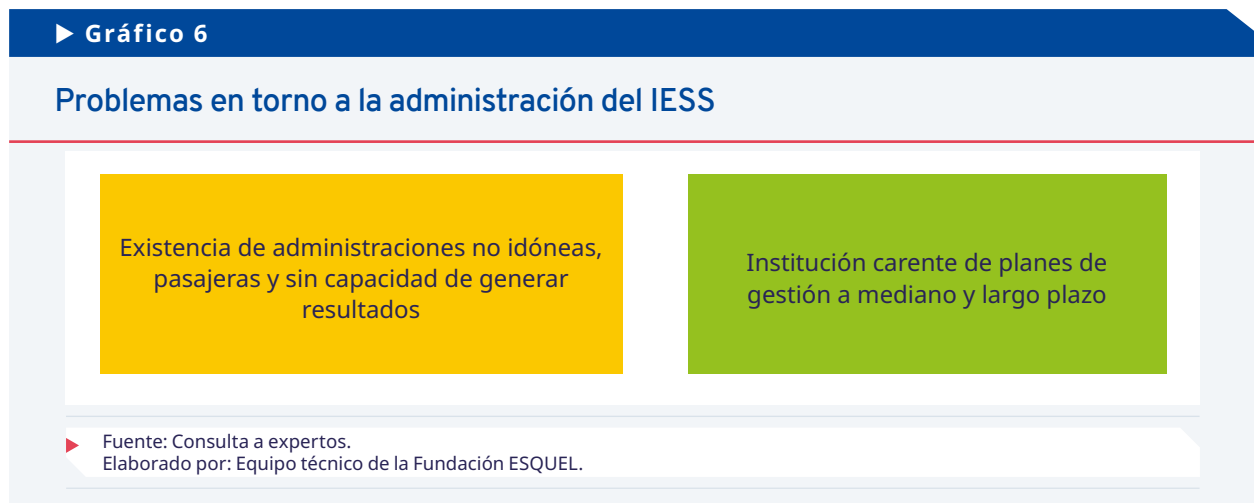 Gráfico 6
Problemas en torno a la administración del IESS
Existencia de administraciones no idóneas,
pasajeras y sin capacidad de generar
resultados
Institución carente de planes de
gestión a mediano y largo plazo
Fuente: Consulta a expertos.
Elaborado por: Equipo técnico de la Fundación ESQUEL.